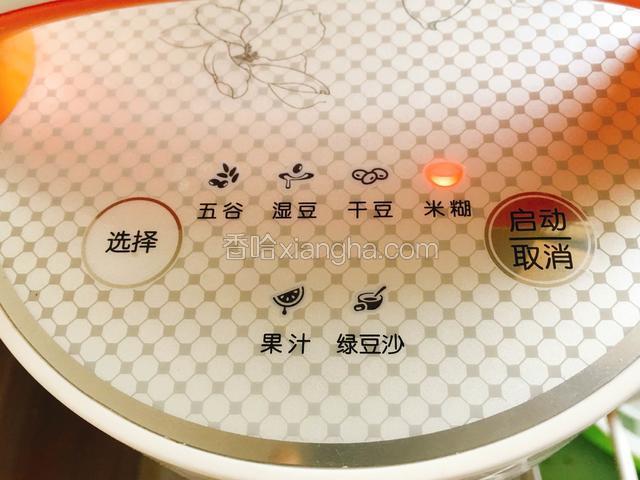 五谷 湿豆 干豆 米糊
选择
启动
取消
香哈xiangha.com
果汁 绿豆沙